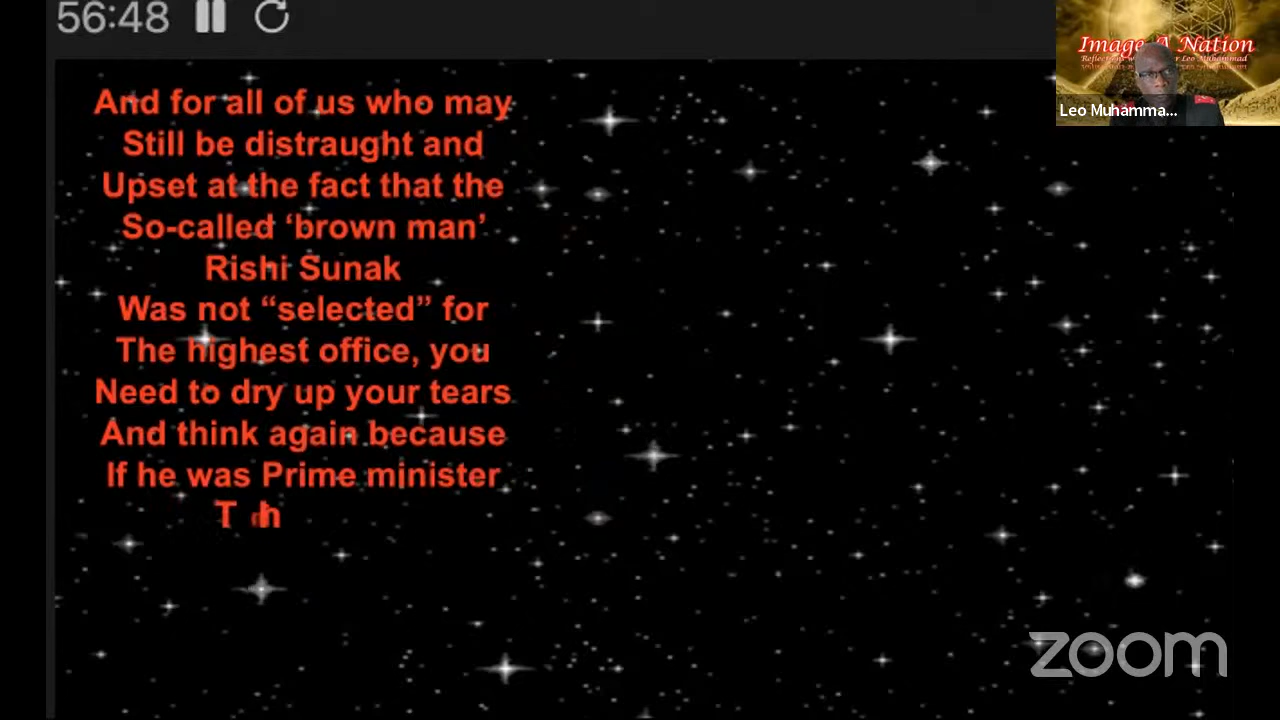 56:48
And for all of us who may
Still be distraught and
Upset at the fact that the
So-called ‘brown man’
Rishi Sunak
Was not “selected” for
The highest office, you
Need to dry up your tears
And think again because
If he was Prime minister
Image A Nation
Leo Muhamma...
zoom